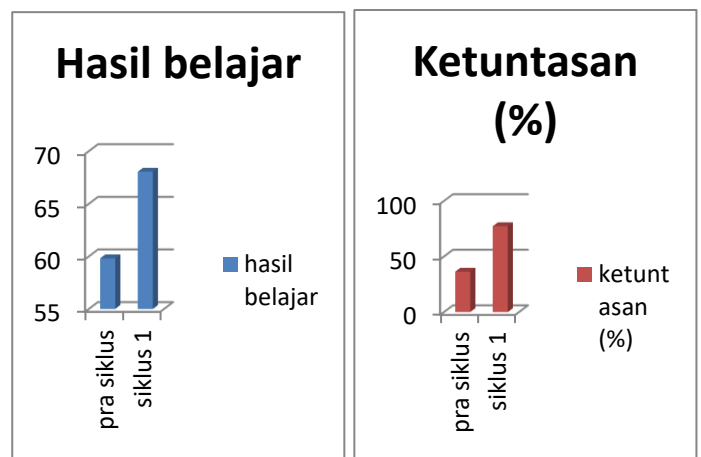 Hasil belajar
70
65
60
55
pra siklus
siklus 1
hasil
belajar
Ketuntasan
(%)
100
50
0
pra siklus
siklus 1
ketunt
asan
(%)